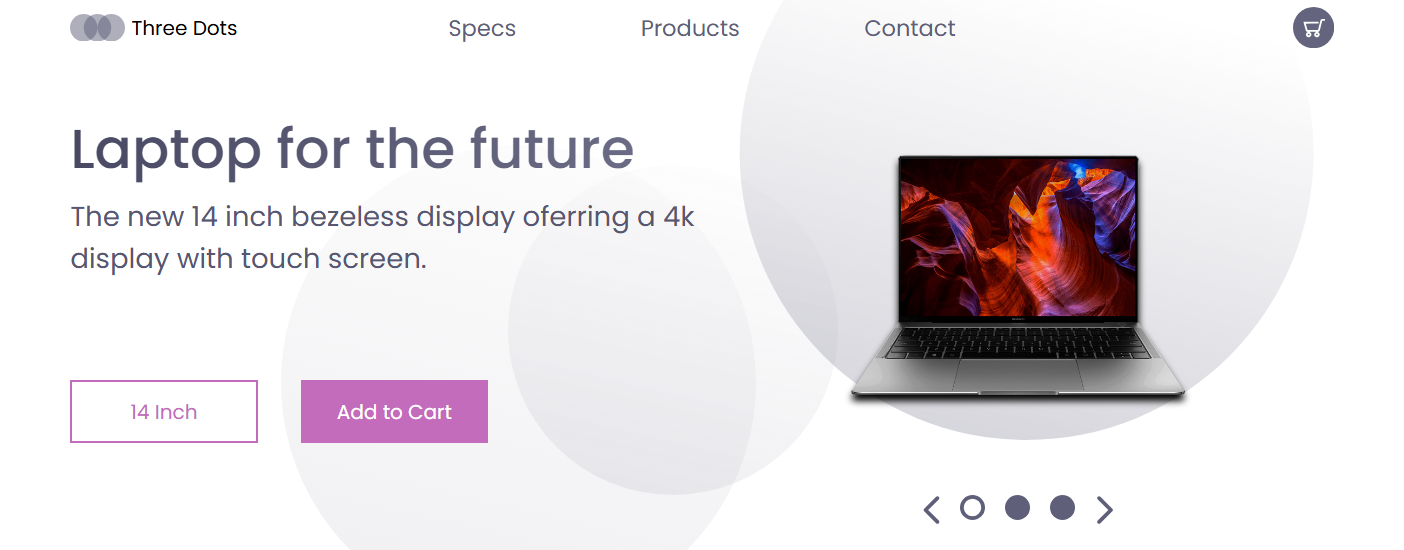 Three Dots
Specs
Products
Contact
Laptop for the future
The new 14 inch bezeless display oferring a 4k
display with touch screen.
14 Inch
Add to Cart